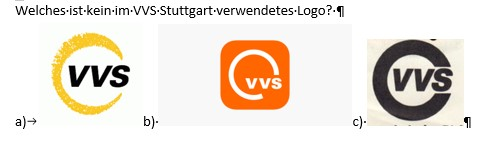 Welches·ist·kein·im·VVS·Stuttgart·verwendetes·Logo?·¶
VVS
VVS
VVS
a)→ b)· c)· ¶